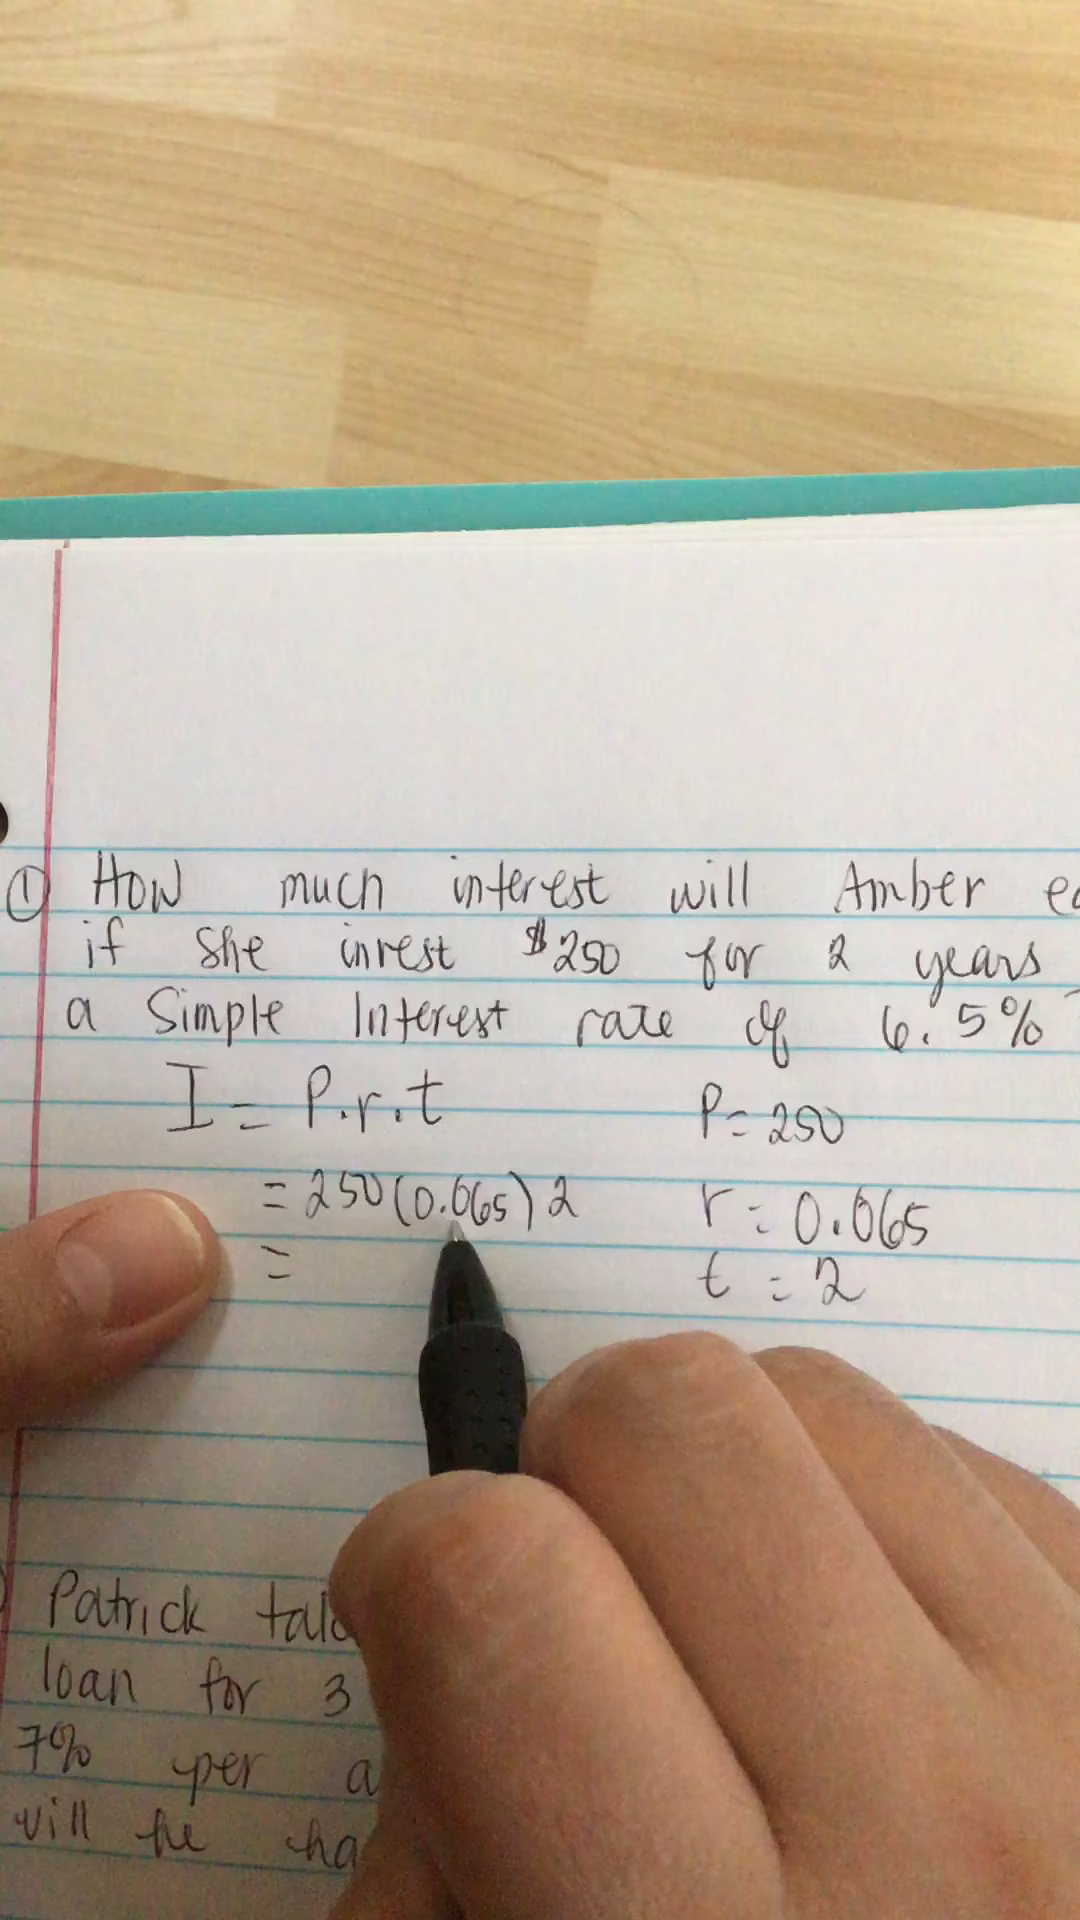 ① How much interest will Amber
if she invest $250 for 2 years
a Simple Interest rate of 6.5%
I = P.r.t
P = 250
= 250(0.065)2
r = 0.065
=
t = 2
Patrick
loan for 3
7% per
will he